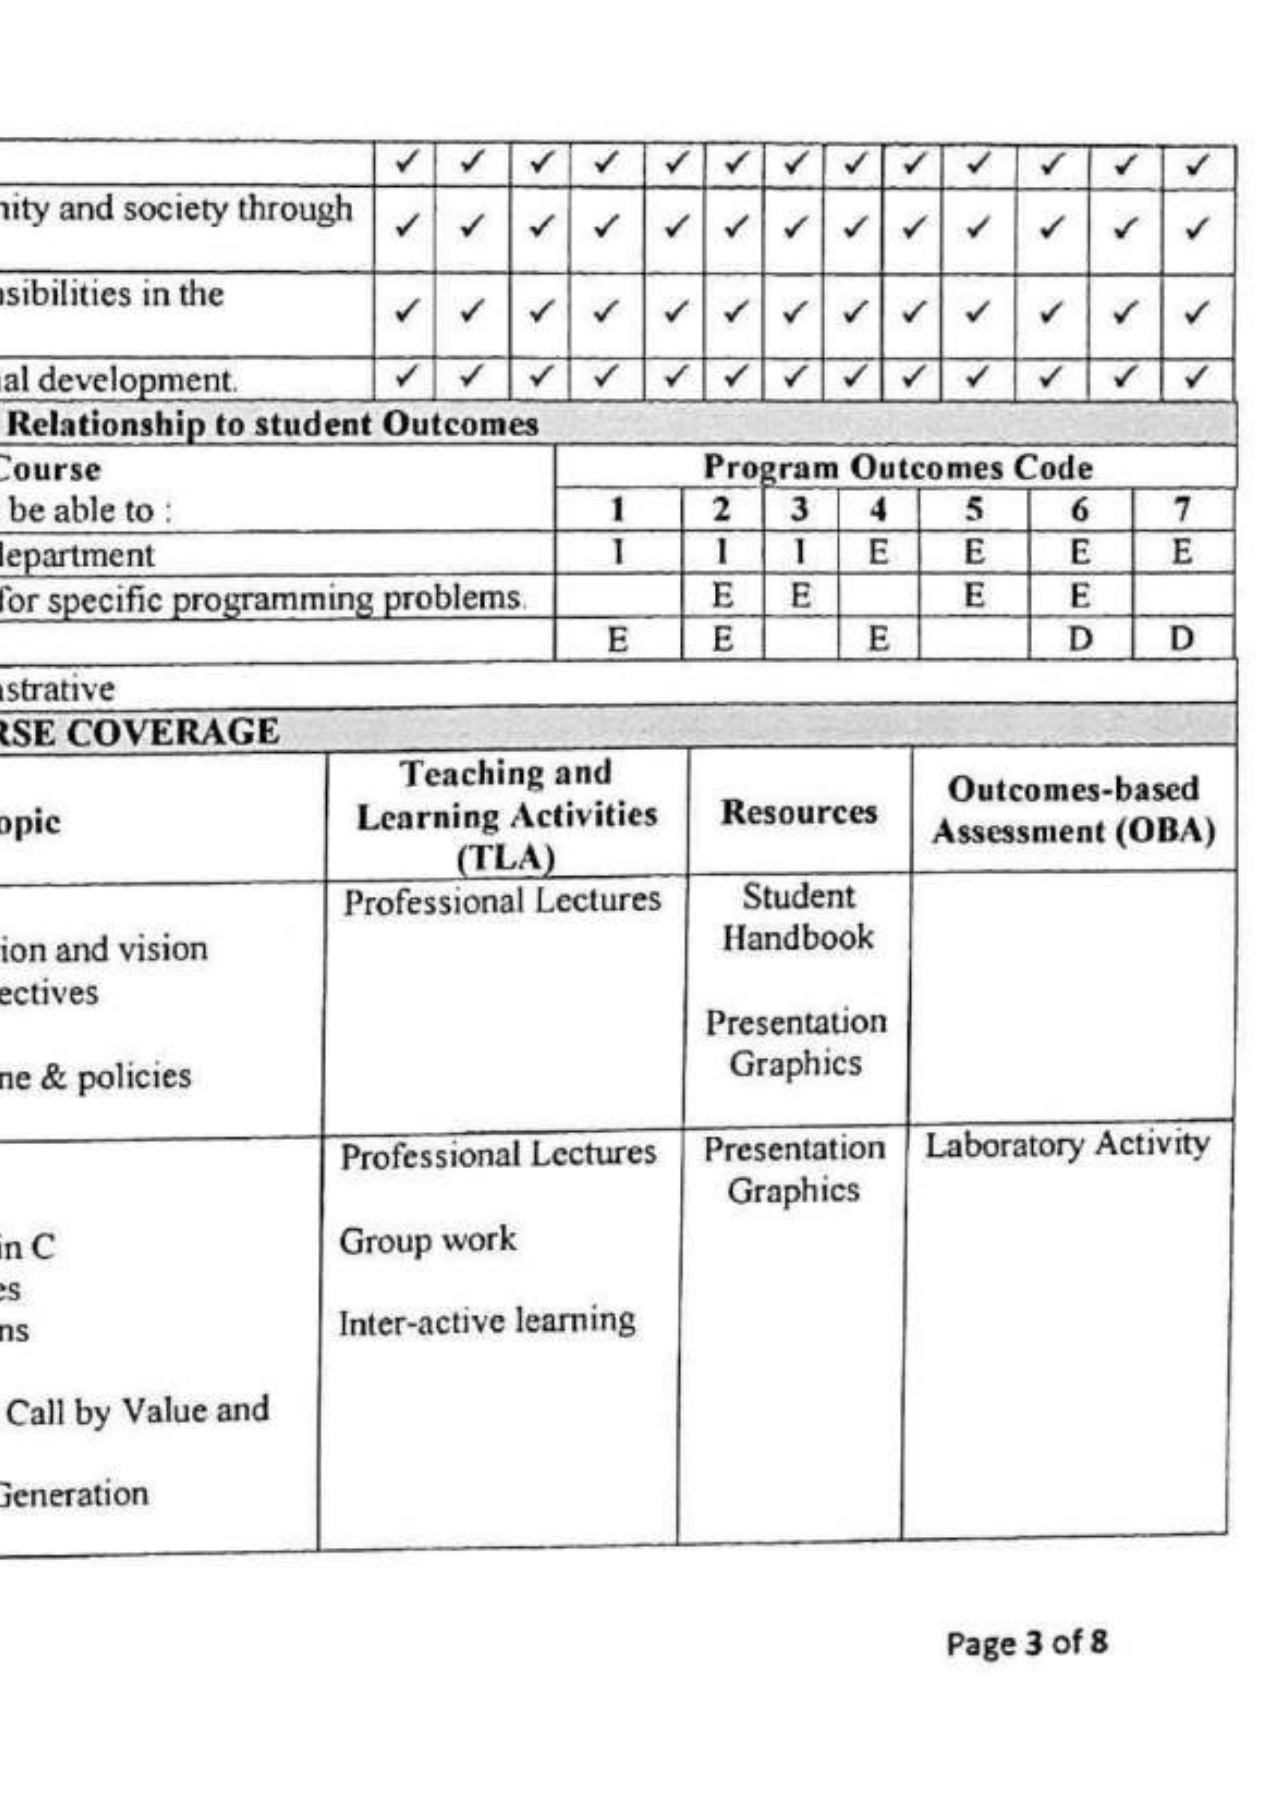 ✓ ✓ ✓ ✓ ✓ ✓ ✓ ✓ ✓ ✓ ✓ ✓ ✓
nity and society through
✓ ✓ ✓ ✓ ✓ ✓ ✓ ✓ ✓ ✓ ✓ ✓ ✓
nsibilities in the
✓ ✓ ✓ ✓ ✓ ✓ ✓ ✓ ✓ ✓ ✓ ✓ ✓
al development. ✓ ✓ ✓ ✓ ✓ ✓ ✓ ✓ ✓ ✓ ✓ ✓ ✓
Relationship to student Outcomes
Course Program Outcomes Code
be able to : 1 2 3 4 5 6 7
department I I I E E E E
for specific programming problems. E E E E
E E E D D
strative
RSE COVERAGE
opic
Teaching and
Learning Activities
(TLA)
Resources
Outcomes-based
Assessment (OBA)
ion and vision
ectives
ne & policies
Professional Lectures
Student
Handbook
Presentation
Graphics
in C
es
ns
Call by Value and
Generation
Professional Lectures
Group work
Inter-active learning
Presentation
Graphics
Laboratory Activity
Page 3 of 8